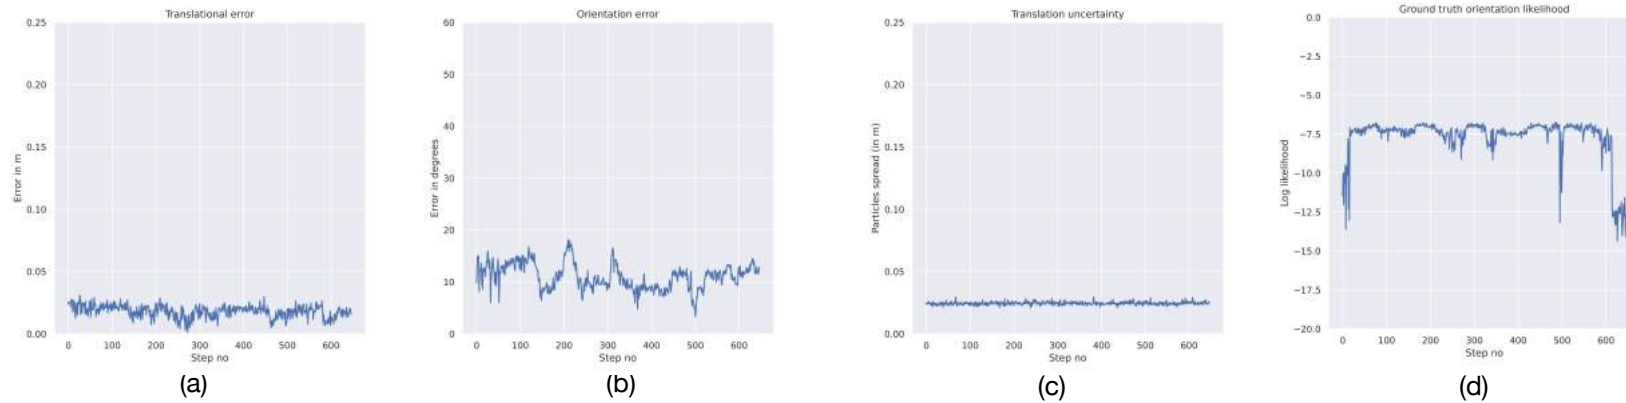 Translational error
Orientation error
Translation uncertainty
Ground truth orientation likelihood
0.25
0.20
0.15
0.10
0.05
0.00
Error in m
0 100 200 300 400 500 600
Step no
(a)
60
50
40
30
20
10
0
Error in degrees
0 100 200 300 400 500 600
Step no
(b)
0.25
0.20
0.15
0.10
0.05
0.00
Particles spread (in m)
0 100 200 300 400 500 600
Step no
(c)
0.0
−2.5
−5.0
−7.5
−10.0
−12.5
−15.0
−17.5
−20.0
Log likelihood
0 100 200 300 400 500 600
Step no
(d)